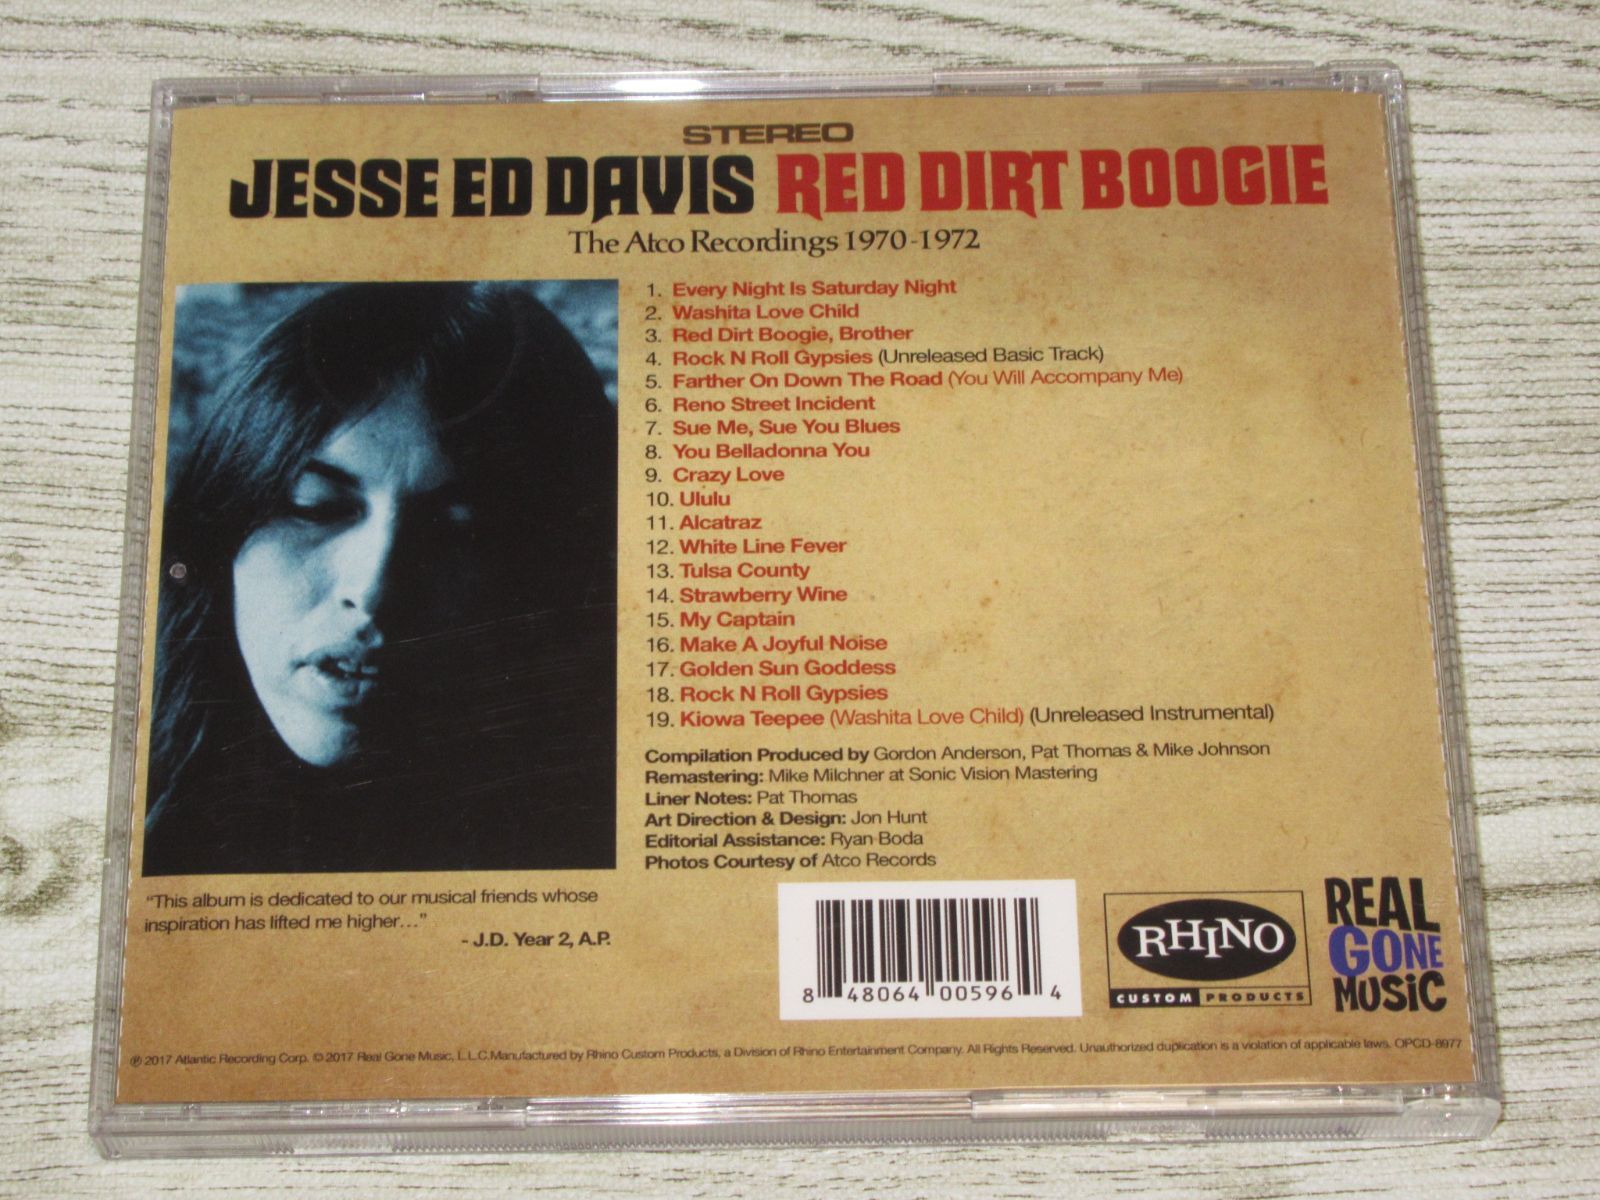 STEREO
JESSE ED DAVIS RED DIRT BOOGIE
The Atco Recordings 1970-1972
1. Every Night Is Saturday Night
2. Washita Love Child
3. Red Dirt Boogie, Brother
4. Rock N Roll Gypsies (Unreleased Basic Track)
5. Farther On Down The Road (You Will Accompany Me)
6. Reno Street Incident
7. Sue Me, Sue You Blues
8. You Belladonna You
9. Crazy Love
10. Ululu
11. Alcatraz
12. White Line Fever
13. Tulsa County
14. Strawberry Wine
15. My Captain
16. Make A Joyful Noise
17. Golden Sun Goddess
18. Rock N Roll Gypsies
19. Kiowa Teepee (Washita Love Child) (Unreleased Instrumental)
Compilation Produced by Gordon Anderson, Pat Thomas & Mike Johnson
Remastering: Mike Milchner at Sonic Vision Mastering
Liner Notes: Pat Thomas
Art Direction & Design: Jon Hunt
Editorial Assistance: Ryan Boda
Photos Courtesy of Atco Records
“This album is dedicated to our musical friends whose
inspiration has lifted me higher…”
- J.D. Year 2, A.P.
8 48064 00596 4
RHINO
CUSTOM PRODUCTS
REAL
GONE
MUSIC
℗ 2017 Atlantic Recording Corp. © 2017 Real Gone Music, L.L.C.Manufactured by Rhino Custom Products, a Division of Rhino Entertainment Company. All Rights Reserved. Unauthorized duplication is a violation of applicable laws. OPCD-8977